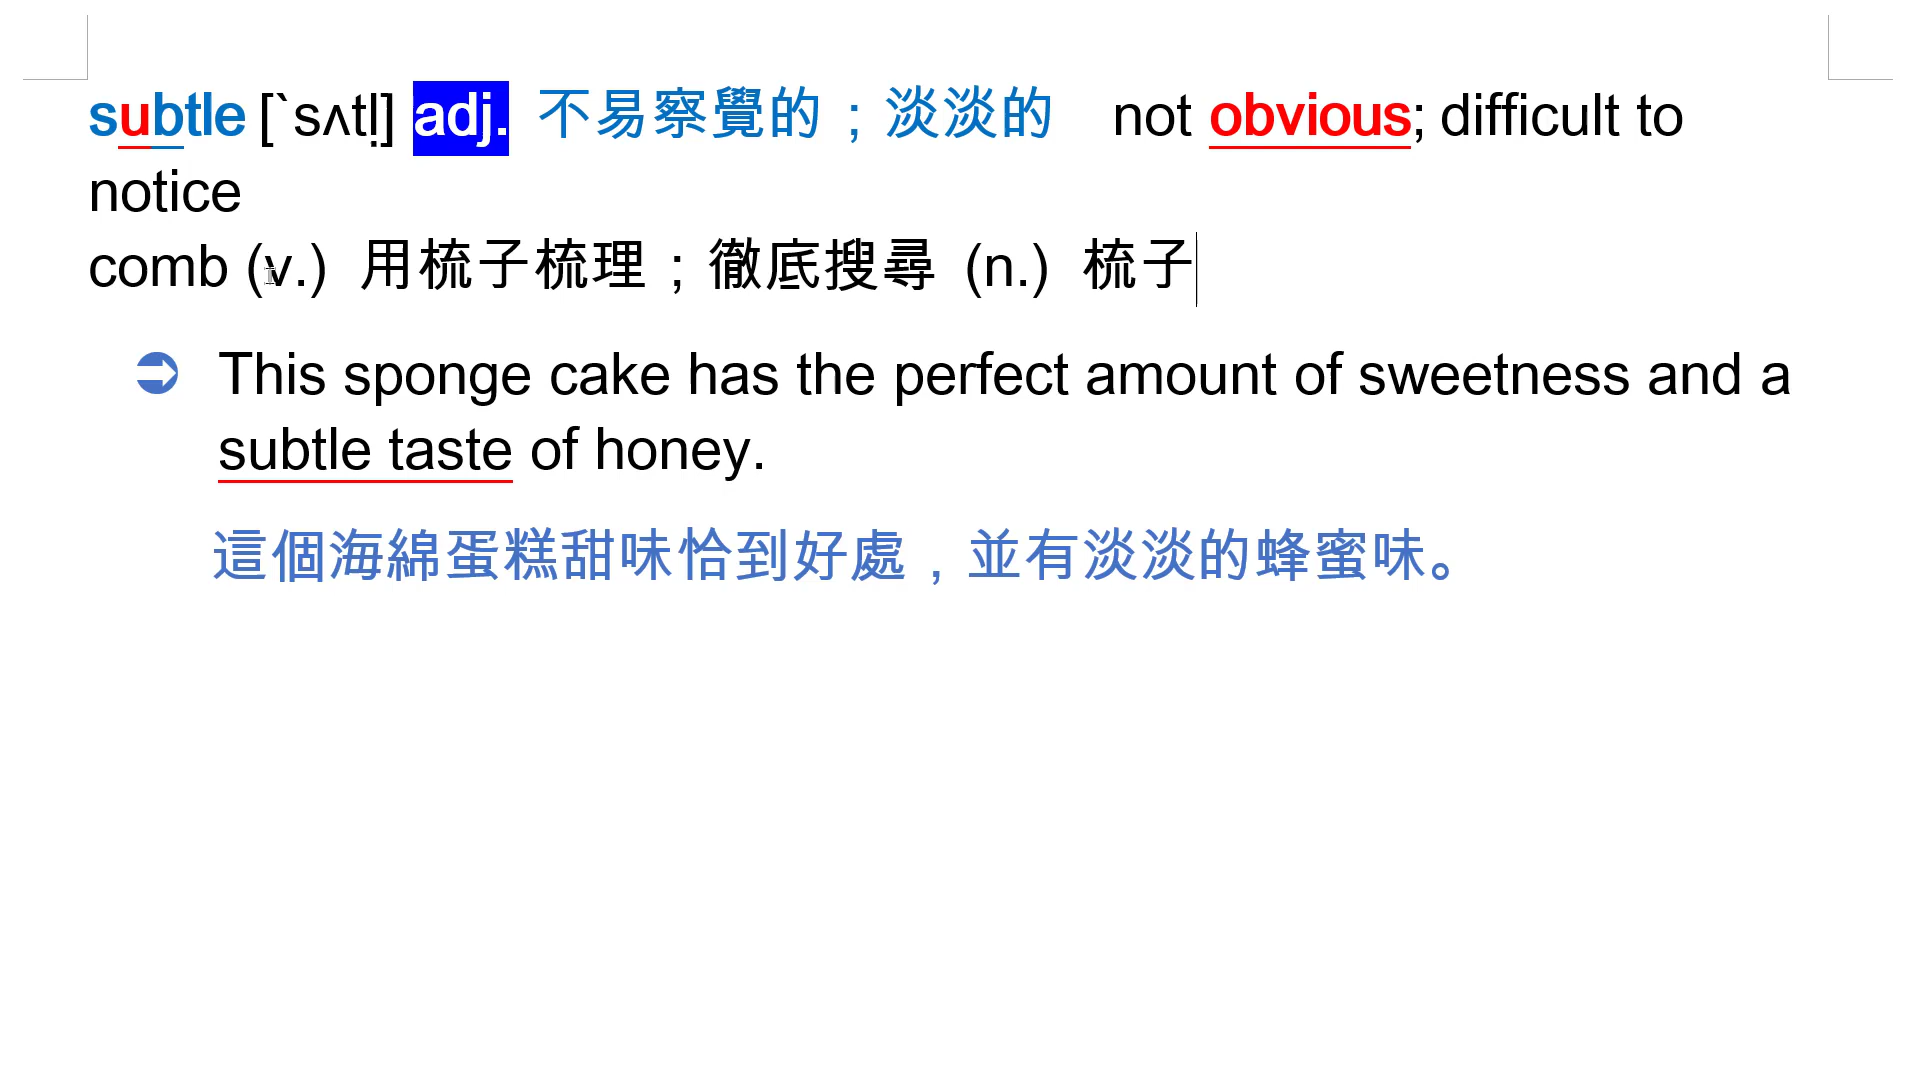 subtle [ˋsʌtḷ] adj. 不易察覺的；淡淡的 not obvious; difficult to
notice
comb (v.) 用梳子梳理；徹底搜尋 (n.) 梳子
This sponge cake has the perfect amount of sweetness and a
subtle taste of honey.
這個海綿蛋糕甜味恰到好處，並有淡淡的蜂蜜味。